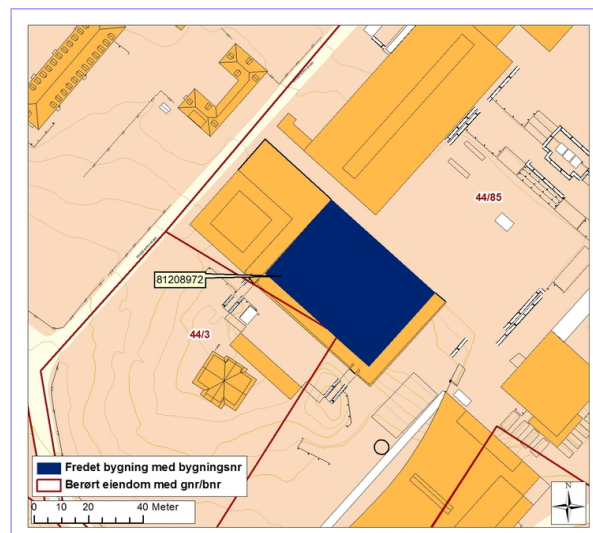 44/85
81208972
44/3
Fredet bygning med bygningsnr
Berørt eiendom med gnr/bnr
0 10 20 40 Meter
N